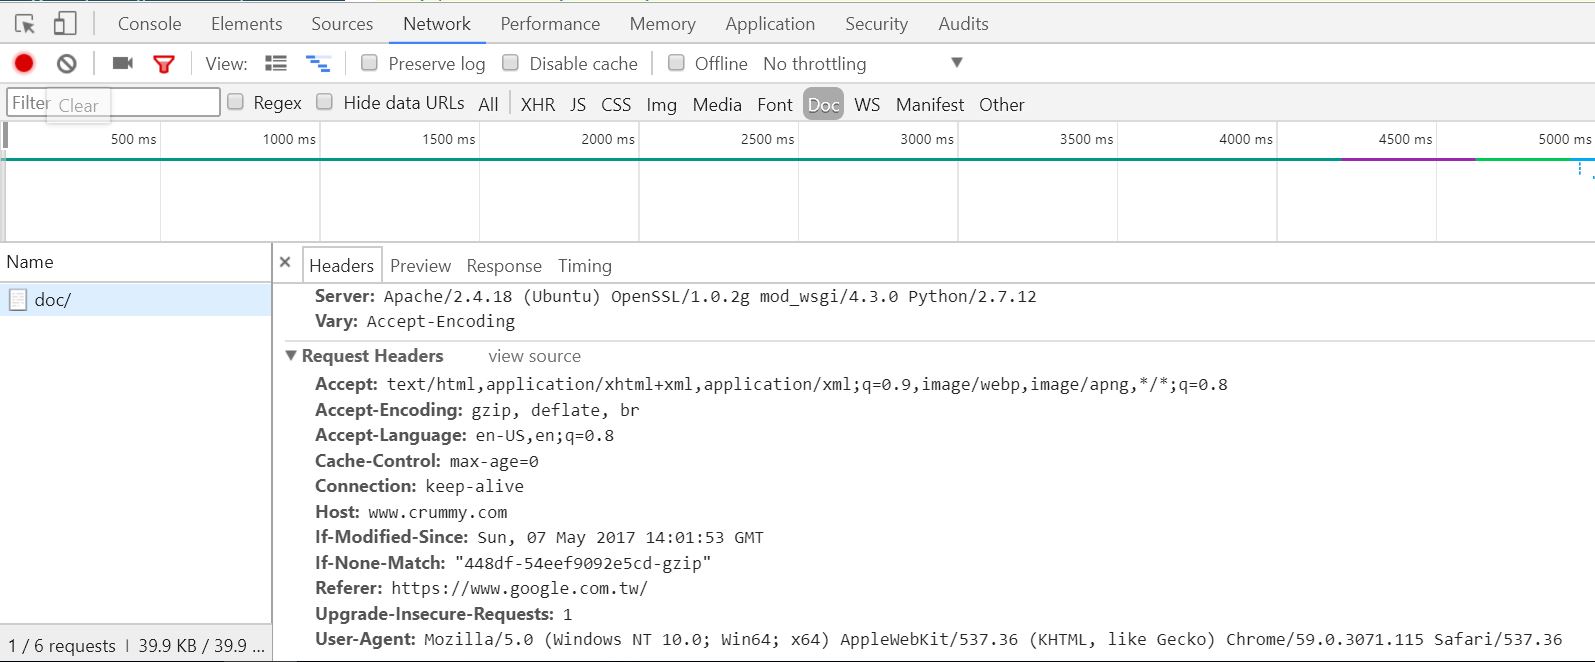 Console Elements Sources Network Performance Memory Application Security Audits
View: Preserve log Disable cache Offline No throttling
Filter Clear Regex Hide data URLs All XHR JS CSS Img Media Font Doc WS Manifest Other
500 ms 1000 ms 1500 ms 2000 ms 2500 ms 3000 ms 3500 ms 4000 ms 4500 ms 5000 ms
Name
× Headers Preview Response Timing
doc/
Server: Apache/2.4.18 (Ubuntu) OpenSSL/1.0.2g mod_wsgi/4.3.0 Python/2.7.12
Vary: Accept-Encoding
Request Headers view source
Accept: text/html,application/xhtml+xml,application/xml;q=0.9,image/webp,image/apng,*/*;q=0.8
Accept-Encoding: gzip, deflate, br
Accept-Language: en-US,en;q=0.8
Cache-Control: max-age=0
Connection: keep-alive
Host: www.crummy.com
If-Modified-Since: Sun, 07 May 2017 14:01:53 GMT
If-None-Match: "448df-54eef9092e5cd-gzip"
Referer: https://www.google.com.tw/
Upgrade-Insecure-Requests: 1
User-Agent: Mozilla/5.0 (Windows NT 10.0; Win64; x64) AppleWebKit/537.36 (KHTML, like Gecko) Chrome/59.0.3071.115 Safari/537.36
1 / 6 requests | 39.9 KB / 39.9 ...